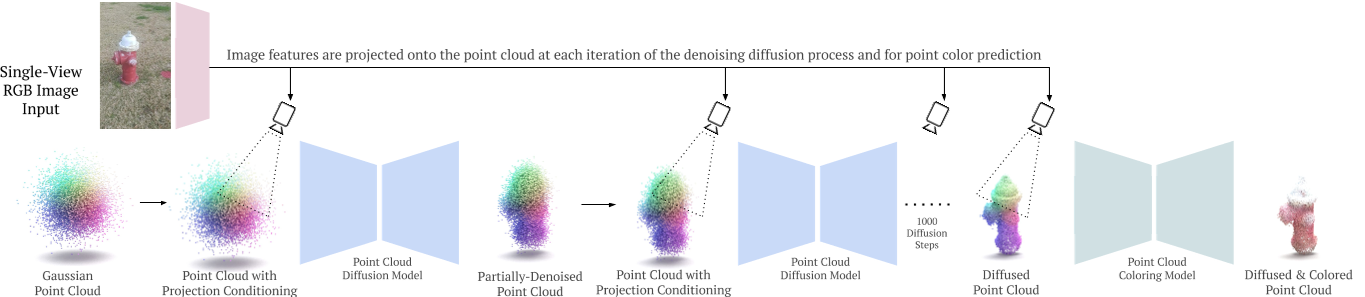 Image features are projected onto the point cloud at each iteration of the denoising diffusion process and for point color prediction
Single-View
RGB Image
Input
Gaussian
Point Cloud
Point Cloud with
Projection Conditioning
Point Cloud
Diffusion Model
Partially-Denoised
Point Cloud
Point Cloud with
Projection Conditioning
Point Cloud
Diffusion Model
1000
Diffusion
Steps
Diffused
Point Cloud
Point Cloud
Coloring Model
Diffused & Colored
Point Cloud